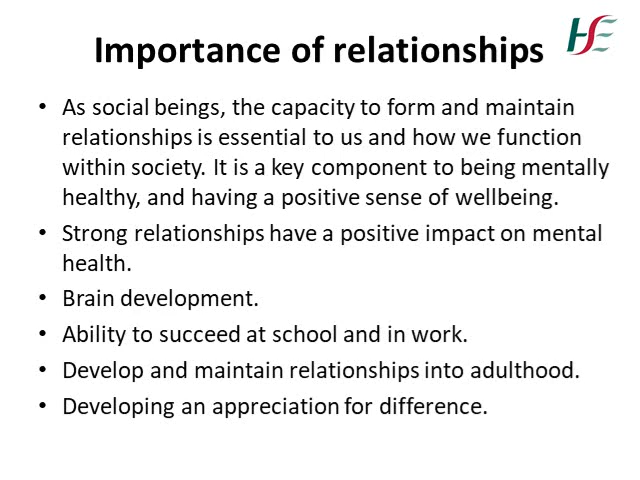 Importance of relationships
HSE
• As social beings, the capacity to form and maintain
relationships is essential to us and how we function
within society. It is a key component to being mentally
healthy, and having a positive sense of wellbeing.
• Strong relationships have a positive impact on mental
health.
• Brain development.
• Ability to succeed at school and in work.
• Develop and maintain relationships into adulthood.
• Developing an appreciation for difference.